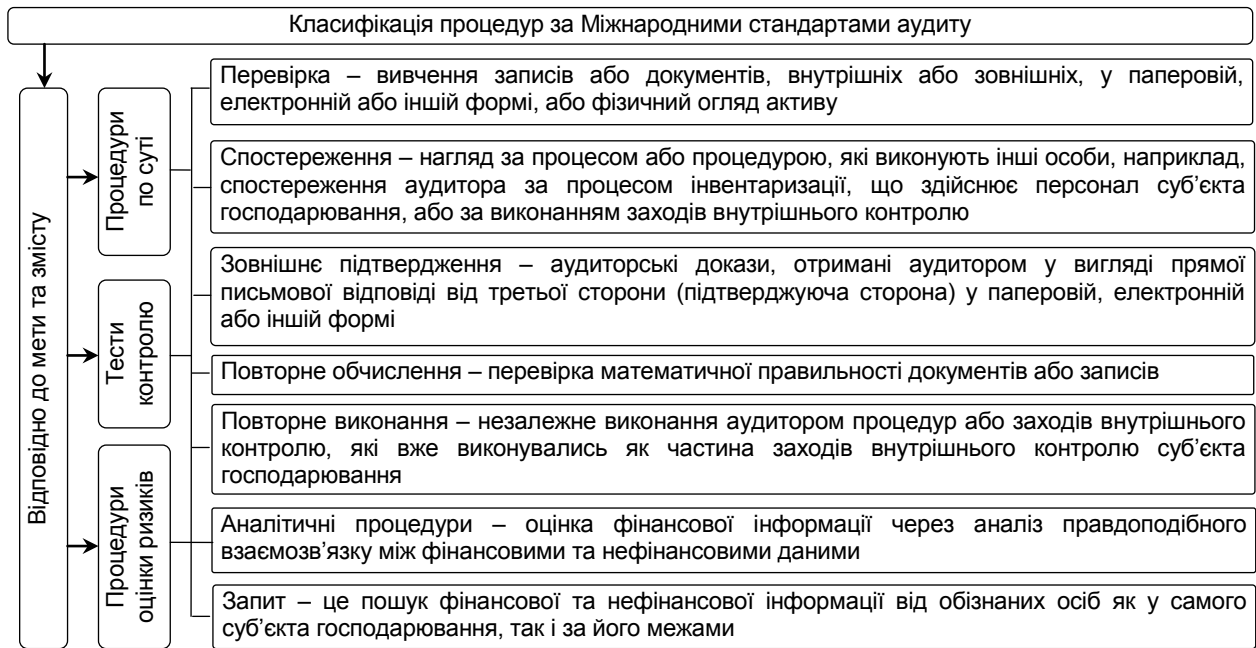 Класифікація процедур за Міжнародними стандартами аудиту
Відповідно до мети та змісту
Процедури
по суті
Тести
контролю
Процедури
оцінки ризиків
Перевірка – вивчення записів або документів, внутрішніх або зовнішніх, у паперовій,
електронній або іншій формі, або фізичний огляд активу
Спостереження – нагляд за процесом або процедурою, які виконують інші особи, наприклад,
спостереження аудитора за процесом інвентаризації, що здійснює персонал суб’єкта
господарювання, або за виконанням заходів внутрішнього контролю
Зовнішнє підтвердження – аудиторські докази, отримані аудитором у вигляді прямої
письмової відповіді від третьої сторони (підтверджуюча сторона) у паперовій, електронній
або іншій формі
Повторне обчислення – перевірка математичної правильності документів або записів
Повторне виконання – незалежне виконання аудитором процедур або заходів внутрішнього
контролю, які вже виконувались як частина заходів внутрішнього контролю суб’єкта
господарювання
Аналітичні процедури – оцінка фінансової інформації через аналіз правдоподібного
взаємозв’язку між фінансовими та нефінансовими даними
Запит – це пошук фінансової та нефінансової інформації від обізнаних осіб як у самого
суб’єкта господарювання, так і за його межами